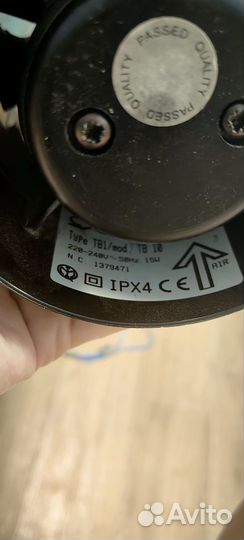 QUALITY PASSED QUALITY PASSED
Type TB1/mod. TB 10
220-240V~50Hz 15W
N C 1379471
IPX4 CE
AIR
Avito